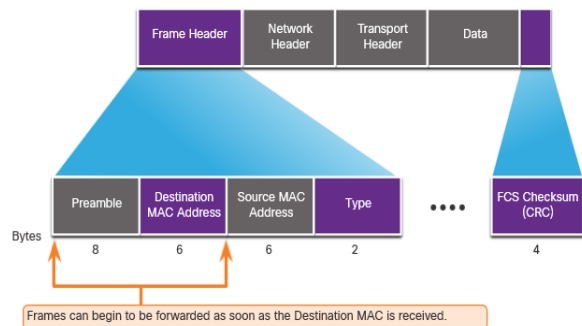 Frame Header
Network
Header
Transport
Header
Data
Preamble
Destination
MAC Address
Source MAC
Address
Type
••••
FCS Checksum
(CRC)
Bytes
8
6
6
2
4
Frames can begin to be forwarded as soon as the Destination MAC is received.